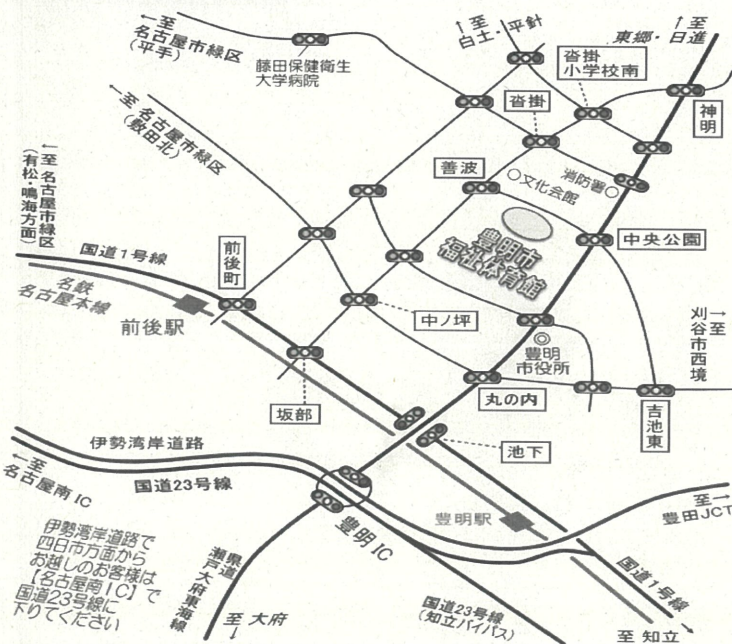 ←至
名古屋市緑区
(平手)
藤田保健衛生
大学病院
↑至
白土・平針
沓掛
小学校南
東郷・日進
↑至
←至 名古屋市緑区
(敷田北)
沓掛
神明
←至 名古屋市緑区
(有松・鳴海方面)
善波
文化会館
消防署
国道1号線
前後町
豊明市
福祉体育館
中央公園
名鉄
名古屋本線
前後駅
中ノ坪
豊明
市役所
刈谷市西境
→至
坂部
丸の内
吉池東
伊勢湾岸道路
←至
名古屋南IC
国道23号線
池下
豊明IC
豊明駅
至→
豊田JCT
伊勢湾岸道路で
四日市方面から
お越しのお客様は
【名古屋南IC】で
国道23号線に
下りてください
県道
瀬戸大府東海線
至 大府
↓
国道23号線
(知立バイパス)
国道1号線
至 知立
→